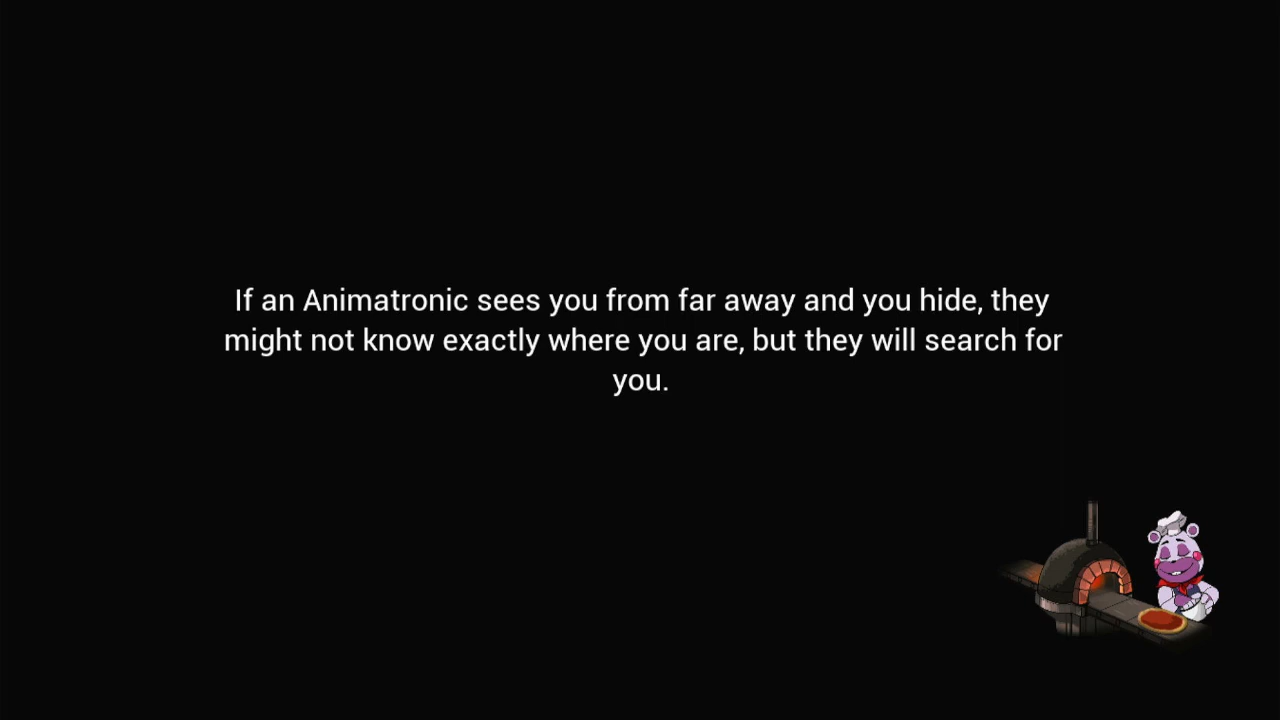 If an Animatronic sees you from far away and you hide, they
might not know exactly where you are, but they will search for
you.